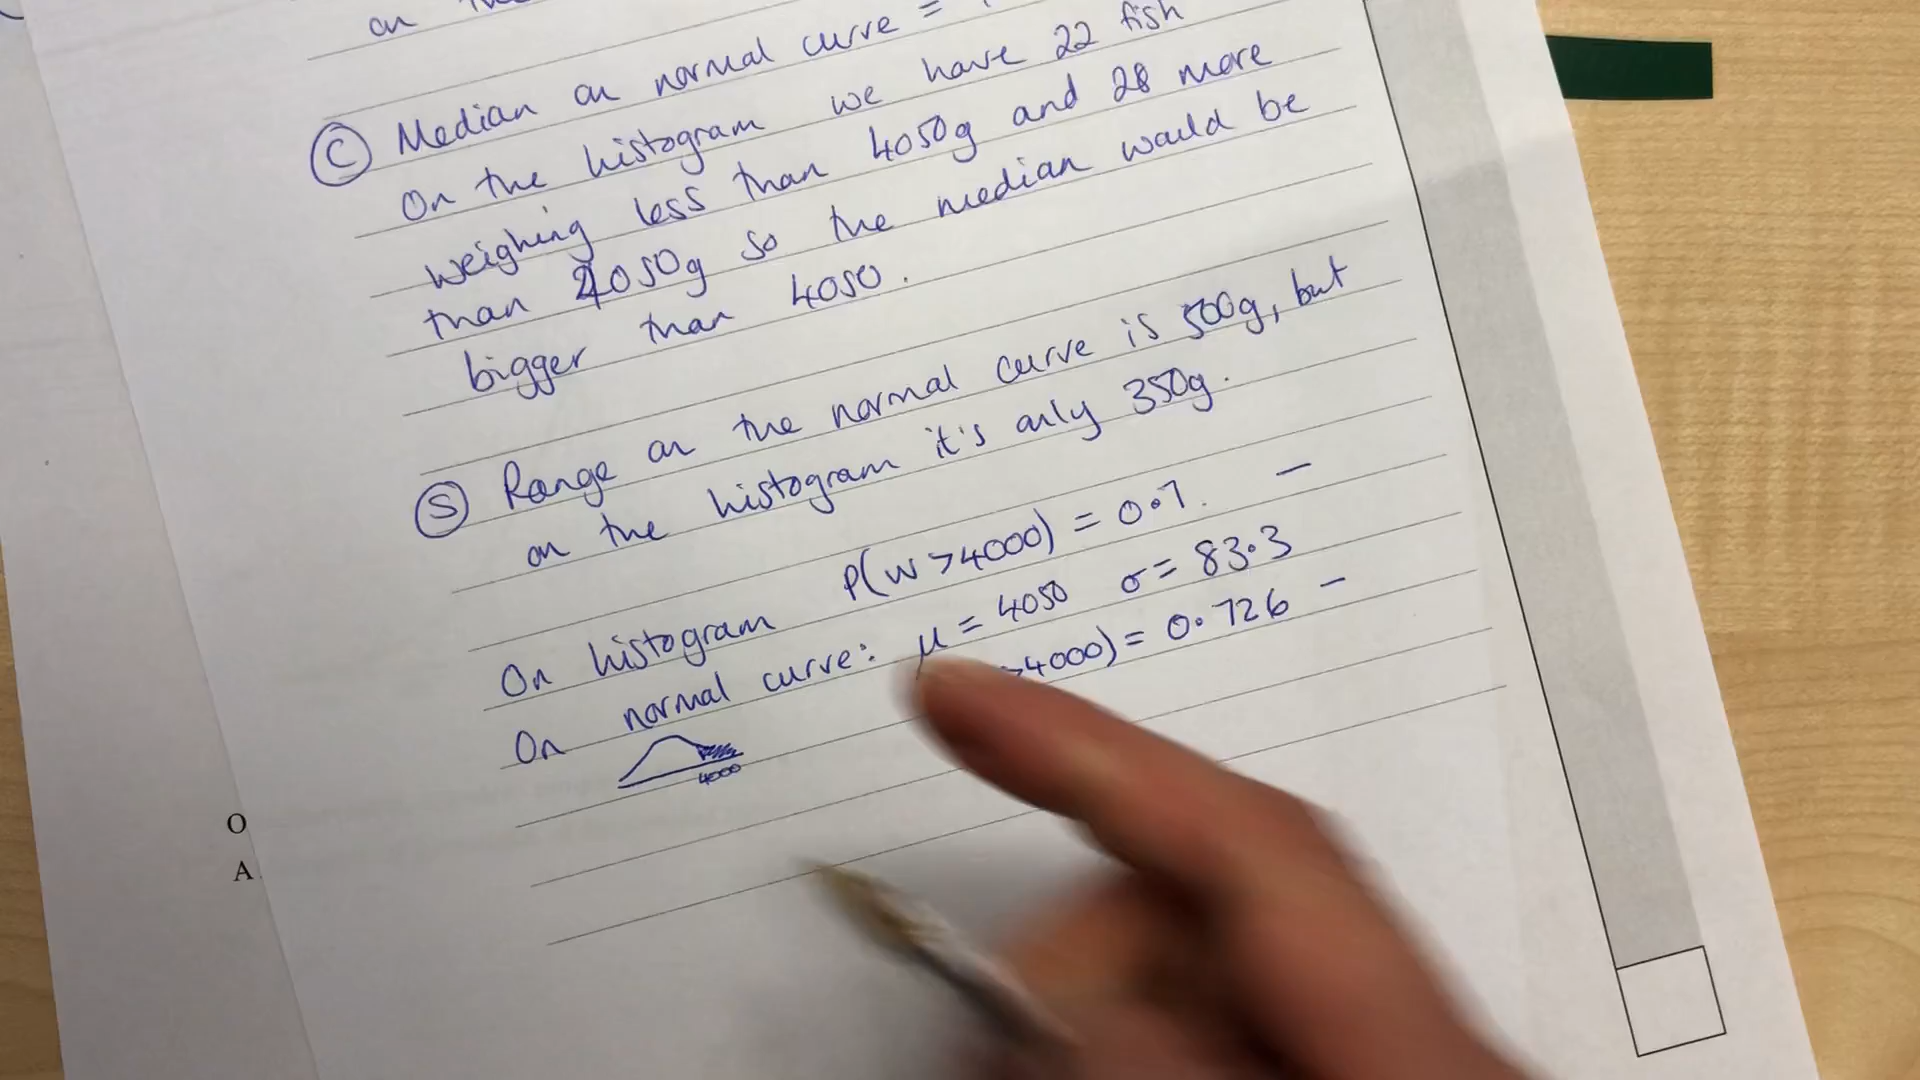 on the
Ⓒ Median on normal curve =
On the histogram we have 22 fish
weighing less than 4050g and 28 more
than 4050g so the median would be
bigger than 4050.
Ⓢ Range on the normal curve is 500g, but
on the histogram it's only 350g.
On histogram P(w>4000) = 0.7. –
On normal curve: μ = 4050 σ = 83.3
>4000) = 0.726 –
4000
O
A